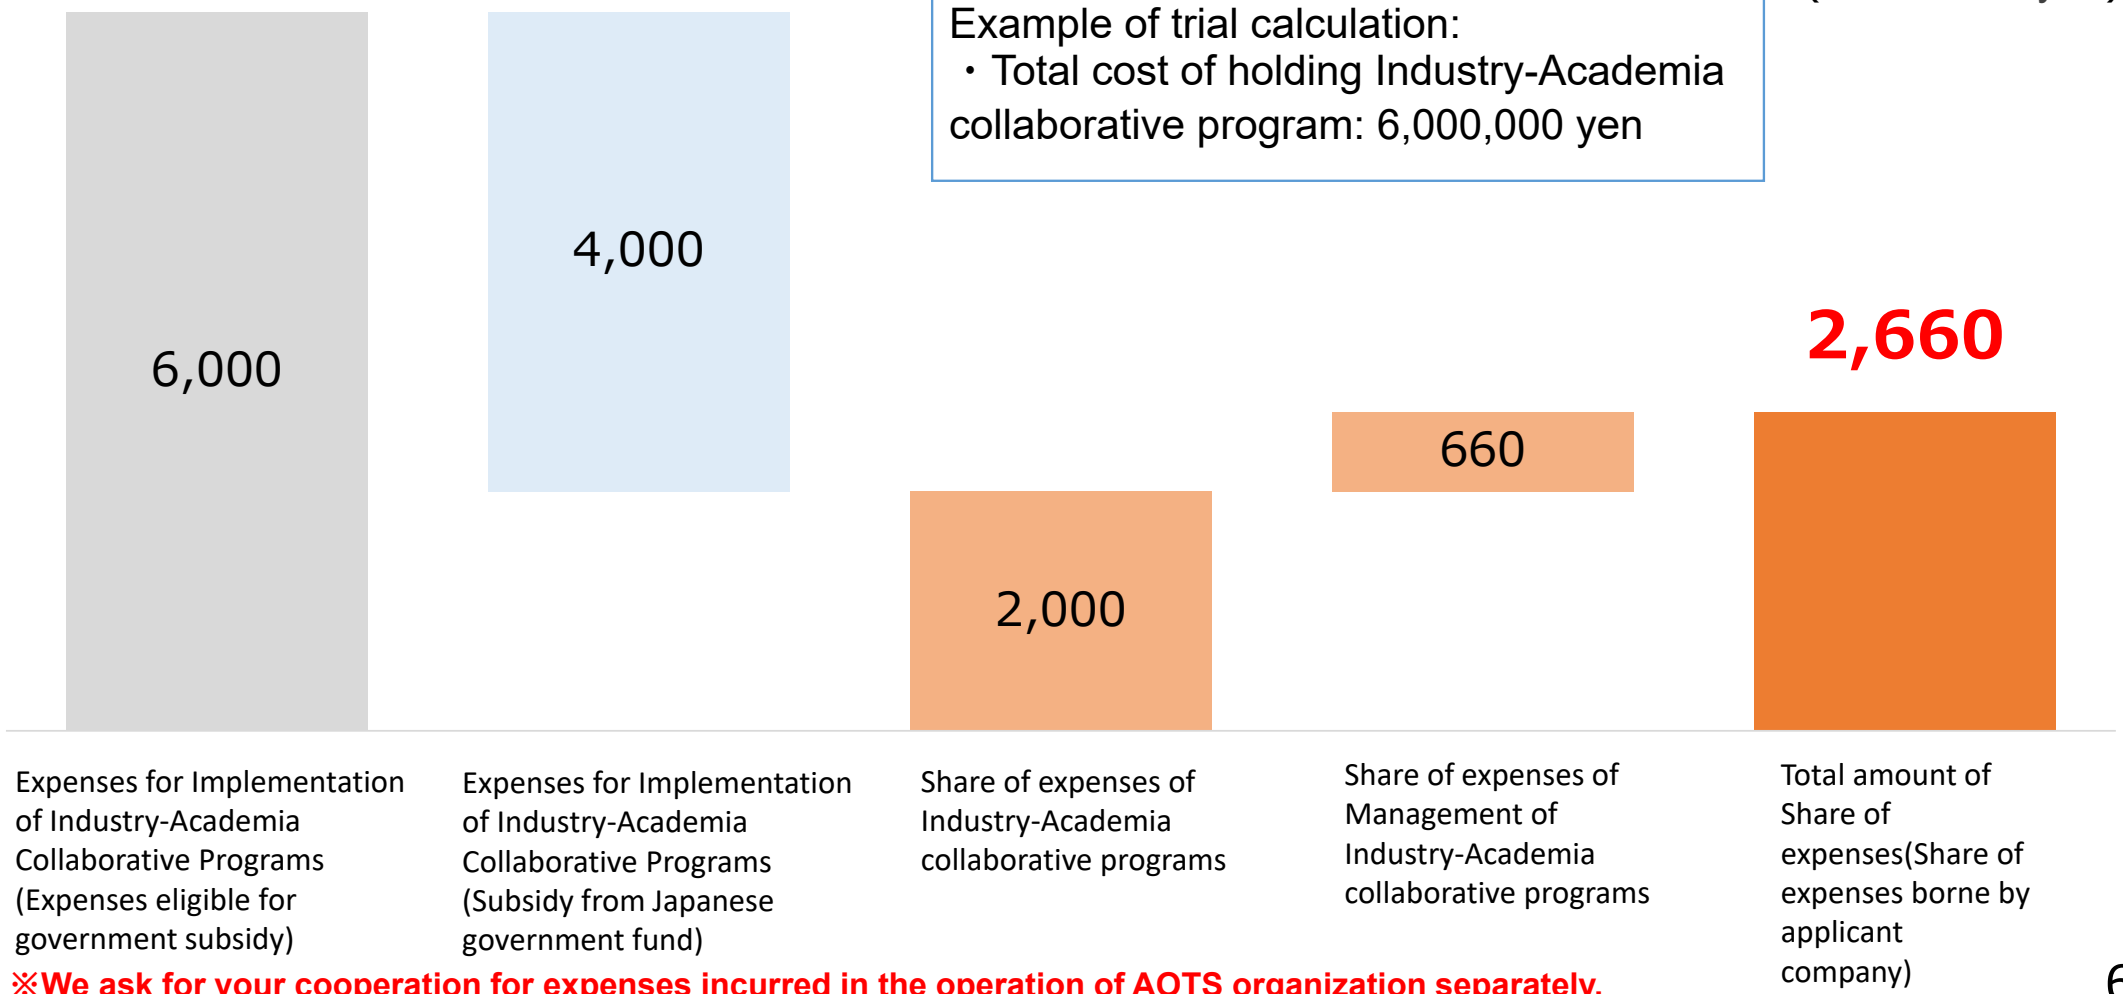 Example of trial calculation:
・Total cost of holding Industry-Academia
collaborative program: 6,000,000 yen
6,000
4,000
2,000
660
2,660
Expenses for Implementation
of Industry-Academia
Collaborative Programs
(Expenses eligible for
government subsidy)
Expenses for Implementation
of Industry-Academia
Collaborative Programs
(Subsidy from Japanese
government fund)
Share of expenses of
Industry-Academia
collaborative programs
Share of expenses of
Management of
Industry-Academia
collaborative programs
Total amount of
Share of
expenses(Share of
expenses borne by
applicant
company)
※We ask for your cooperation for expenses incurred in the operation of AOTS organization separately.